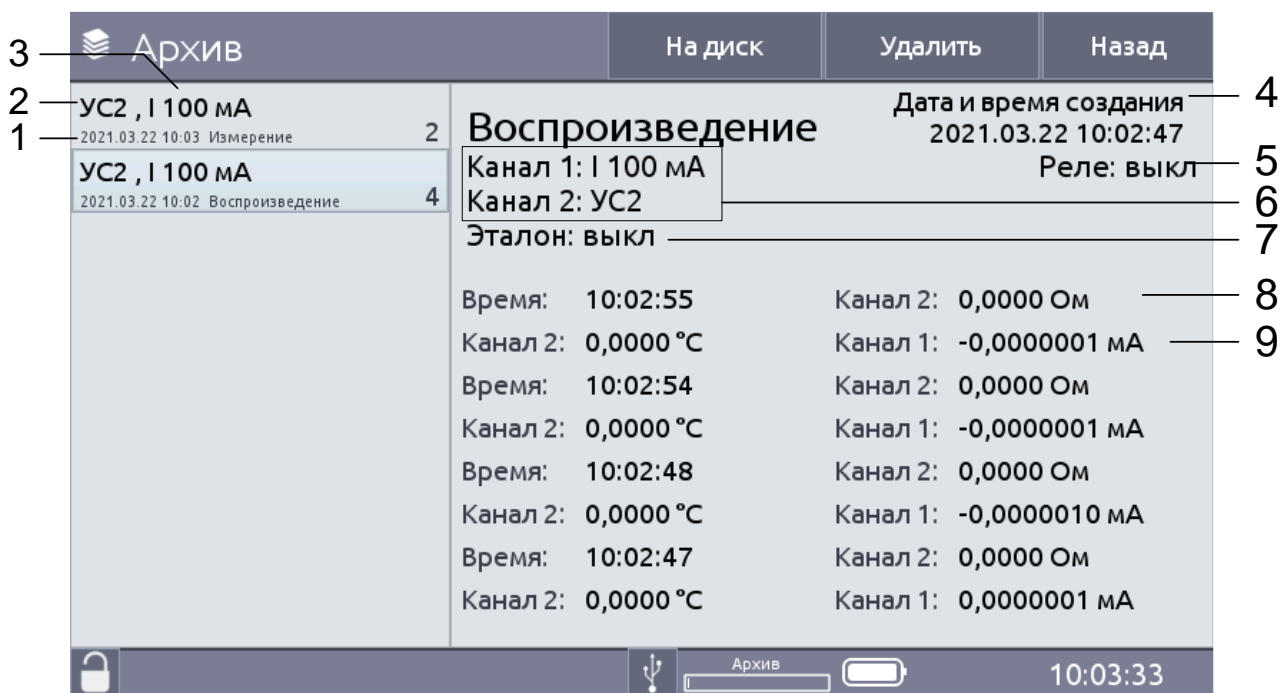 Архив На диск Удалить Назад
3
2 УС2 , I 100 мА
1 2021.03.22 10:03 Измерение 2
УС2 , I 100 мА
2021.03.22 10:02 Воспроизведение 4
Дата и время создания 4
Воспроизведение 2021.03.22 10:02:47
Канал 1: I 100 мА Реле: выкл 5
Канал 2: УС2 6
Эталон: выкл 7
Время: 10:02:55 Канал 2: 0,0000 Ом 8
Канал 2: 0,0000 °C Канал 1: -0,0000001 мА 9
Время: 10:02:54 Канал 2: 0,0000 Ом
Канал 2: 0,0000 °C Канал 1: -0,0000001 мА
Время: 10:02:48 Канал 2: 0,0000 Ом
Канал 2: 0,0000 °C Канал 1: -0,0000010 мА
Время: 10:02:47 Канал 2: 0,0000 Ом
Канал 2: 0,0000 °C Канал 1: 0,0000001 мА
Архив 10:03:33